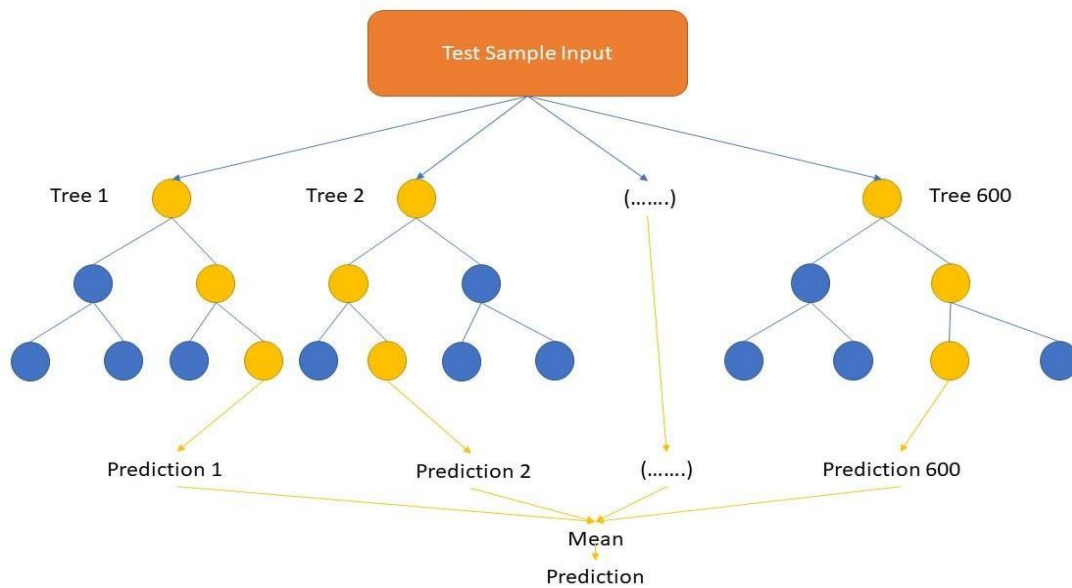 Test Sample Input
Tree 1
Tree 2
(.......)
Tree 600
Prediction 1
Prediction 2
(.......)
Prediction 600
Mean
Prediction